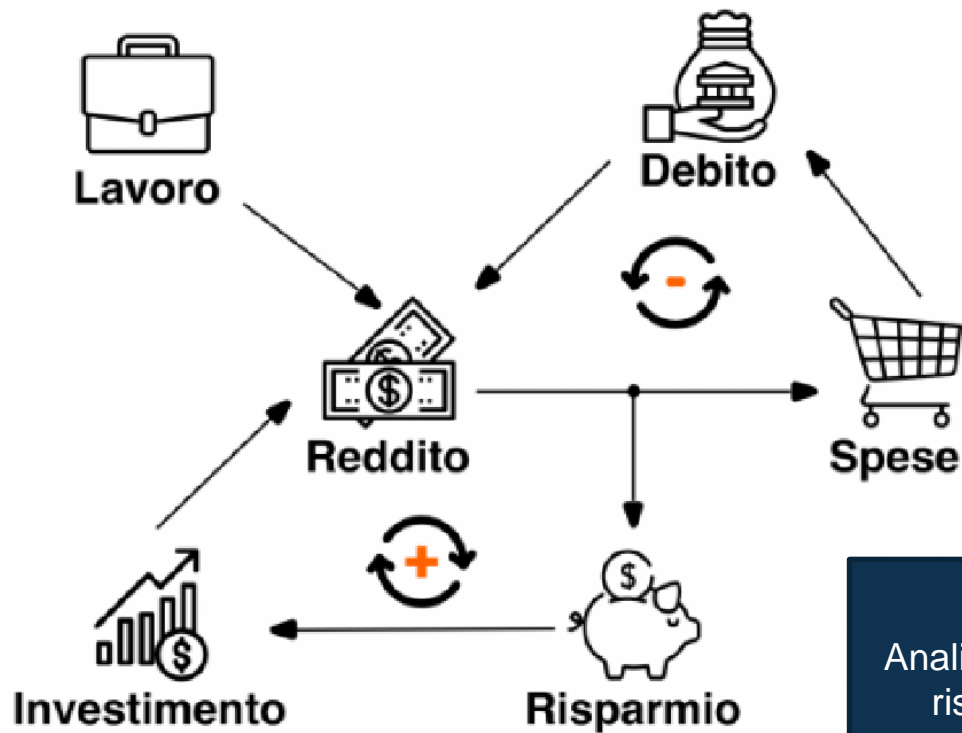 Lavoro
Debito
-
$
Reddito
Spese
+
$
$
Investimento
Risparmio